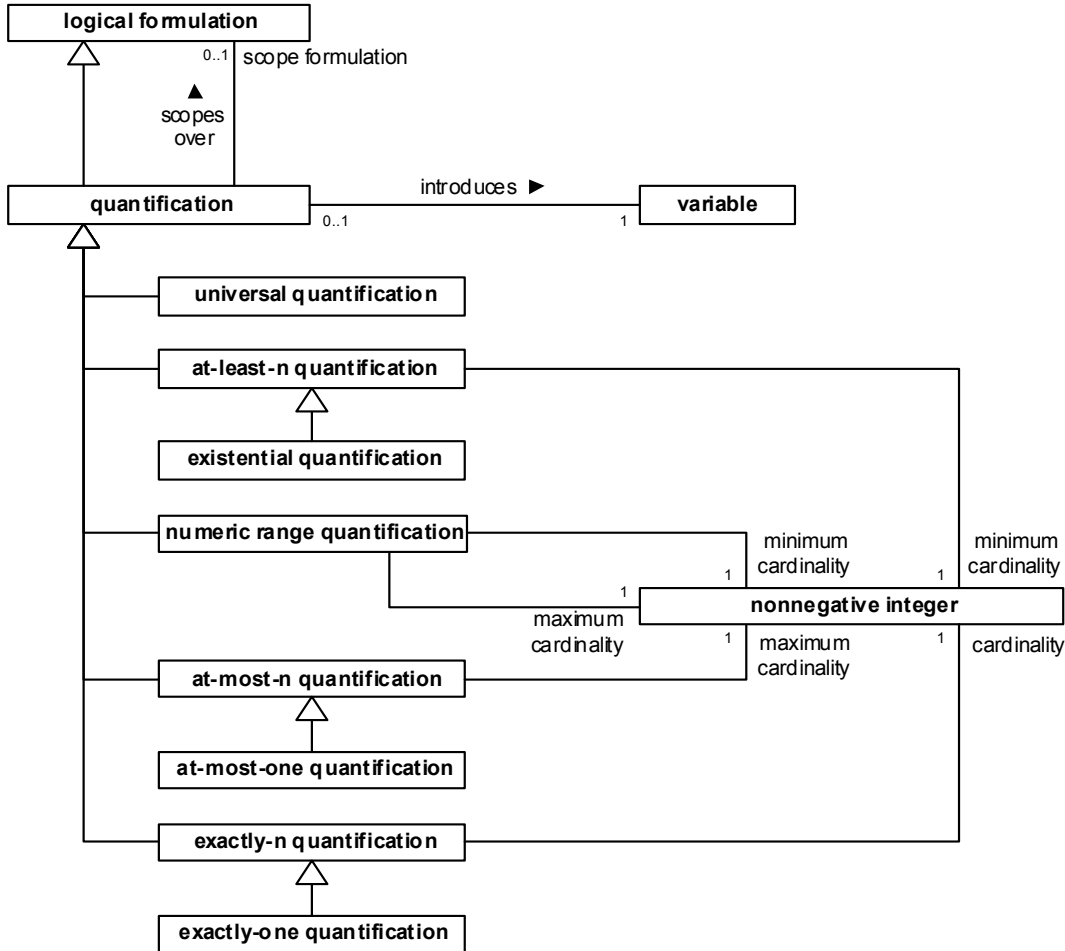 logical formulation
0..1
scope formulation
▲
scopes
over
quantification
introduces ►
variable
0..1
1
universal quantification
at-least-n quantification
existential quantification
numeric range quantification
minimum
cardinality
minimum
cardinality
1
1
1
nonnegative integer
maximum
cardinality
1
maximum
cardinality
1
cardinality
at-most-n quantification
at-most-one quantification
exactly-n quantification
exactly-one quantification